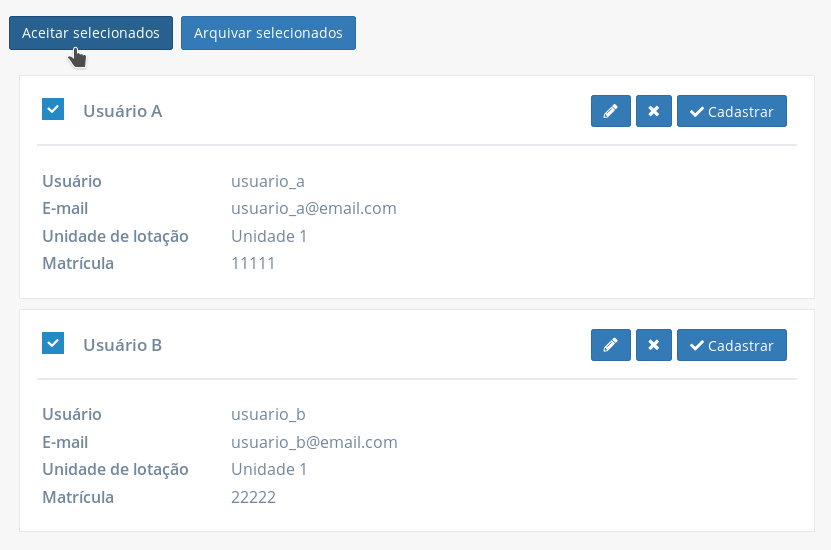 Aceitar selecionados Arquivar selecionados
Usuário A Cadastrar
Usuário usuario_a
E-mail usuario_a@email.com
Unidade de lotação Unidade 1
Matrícula 11111
Usuário B Cadastrar
Usuário usuario_b
E-mail usuario_b@email.com
Unidade de lotação Unidade 1
Matrícula 22222